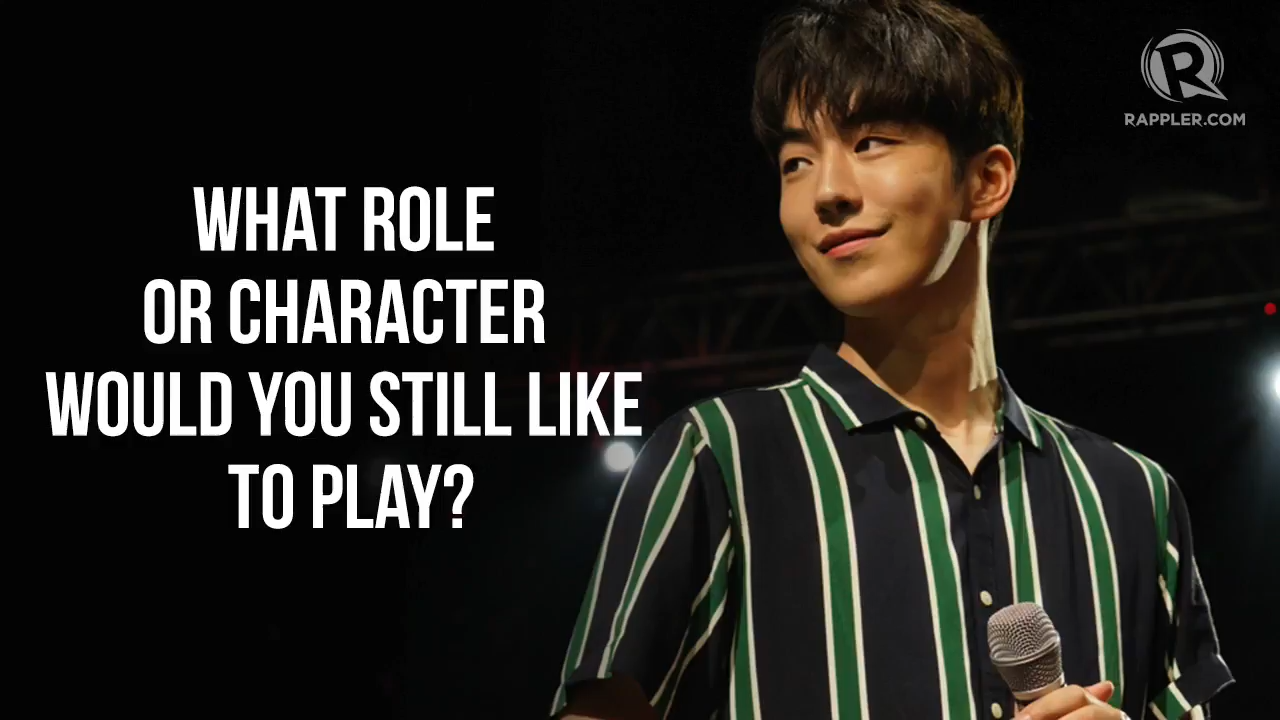 WHAT ROLE
OR CHARACTER
WOULD YOU STILL LIKE
TO PLAY?
R
RAPPLER.COM